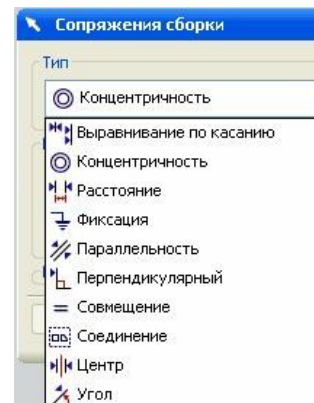 Сопряжения сборки
Тип
Концентричность
Выравнивание по касанию
Концентричность
Расстояние
Фиксация
Параллельность
Перпендикулярный
Совмещение
Соединение
Центр
Угол